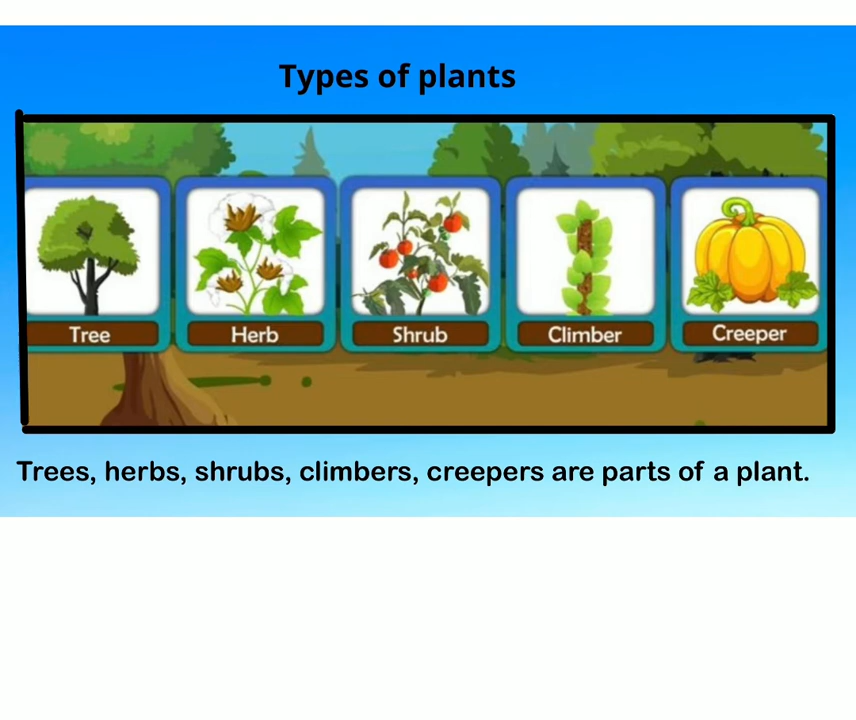 Types of plants
Tree Herb Shrub Climber Creeper
Trees, herbs, shrubs, climbers, creepers are parts of a plant.